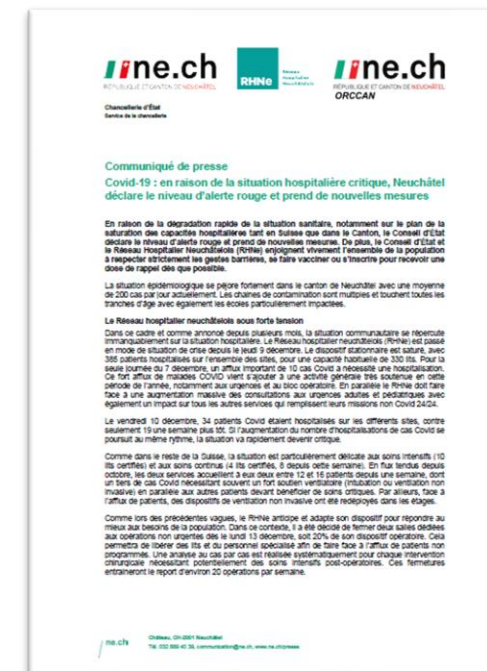 ne.ch
RÉPUBLIQUE ET CANTON DE NEUCHÂTEL
RHNe
Réseau
Hospitalier
Neuchâtelois
ne.ch
RÉPUBLIQUE ET CANTON DE NEUCHÂTEL
ORCCAN
Chancellerie d'État
Service de la chancellerie
Communiqué de presse
Covid-19 : en raison de la situation hospitalière critique, Neuchâtel
déclare le niveau d'alerte rouge et prend de nouvelles mesures
En raison de la dégradation rapide de la situation sanitaire, notamment sur le plan de la
saturation des capacités hospitalières tant en Suisse que dans le Canton, le Conseil d'État
déclare le niveau d'alerte rouge et prend de nouvelles mesures. De plus, le Conseil d'État et
le Réseau Hospitalier Neuchâtelois (RHNe) enjoignent vivement l'ensemble de la population
à respecter strictement les gestes barrières, se faire vacciner ou s'inscrire pour recevoir une
dose de rappel dès que possible.
La situation épidémiologique se péjore fortement dans le canton de Neuchâtel avec une moyenne
de 200 cas par jour actuellement. Les chaînes de contamination sont multiples et touchent toutes les
tranches d'âge avec également les écoles particulièrement impactées.
Le Réseau hospitalier neuchâtelois sous forte tension
Dans ce cadre et comme annoncé depuis plusieurs mois, la situation communautaire se répercute
immanquablement sur la situation hospitalière. Le Réseau hospitalier neuchâtelois (RHNe) est passé
en mode de situation de crise depuis le jeudi 9 décembre. Le dispositif stationnaire est saturé, avec
385 patients hospitalisés sur l'ensemble des sites, pour une capacité habituelle de 330 lits. Pour la
seule journée du 7 décembre, un afflux important de 10 cas Covid a nécessité une hospitalisation.
Ce fort afflux de malades COVID vient s'ajouter à une activité générale très soutenue en cette
période de l'année, notamment aux urgences et au bloc opératoire. En parallèle le RHNe doit faire
face à une augmentation massive des consultations aux urgences adultes et pédiatriques avec
également un impact sur tous les autres services qui remplissent leurs missions non Covid 24/24.
Le vendredi 10 décembre, 34 patients Covid étaient hospitalisés sur les différents sites, contre
seulement 19 une semaine plus tôt. Si l'augmentation du nombre d'hospitalisations de cas Covid se
poursuit au même rythme, la situation va rapidement devenir critique.
Comme dans le reste de la Suisse, la situation est particulièrement délicate aux soins intensifs (10
lits certifiés) et aux soins continus (4 lits certifiés, 8 depuis cette semaine). En flux tendus depuis
octobre, les deux services accueillent à eux deux entre 12 et 16 patients depuis une semaine, dont
un tiers de cas Covid nécessitant souvent un fort soutien ventilatoire (intubation ou ventilation non
invasive) en parallèle aux autres patients devant bénéficier de soins critiques. Par ailleurs, face à
l'afflux de patients, des dispositifs de ventilation non invasive ont été redéployés dans les étages.
Comme lors des précédentes vagues, le RHNe anticipe et adapte son dispositif pour répondre au
mieux aux besoins de la population. Dans ce contexte, il a été décidé de fermer deux salles dédiées
aux opérations non urgentes dès le lundi 13 décembre, soit 20% de son dispositif opératoire. Cela
permettra de libérer des lits et du personnel spécialisé afin de faire face à l'afflux de patients non
programmés. Une analyse au cas par cas est réalisée systématiquement pour chaque intervention
chirurgicale nécessitant potentiellement des soins intensifs post-opératoires. Ces fermetures
entraîneront le report d'environ 20 opérations par semaine.
ne.ch
Château, CH-2001 Neuchâtel
Tél. 032 889 40 39, communication@ne.ch, www.ne.ch/presse